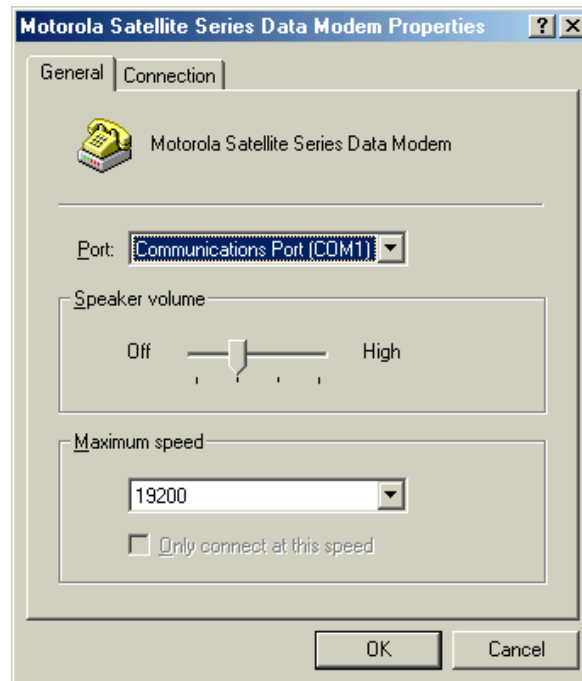 Motorola Satellite Series Data Modem Properties ? X
General Connection
Motorola Satellite Series Data Modem
Port: Communications Port (COM1)
Speaker volume
Off High
Maximum speed
19200
Only connect at this speed
OK Cancel